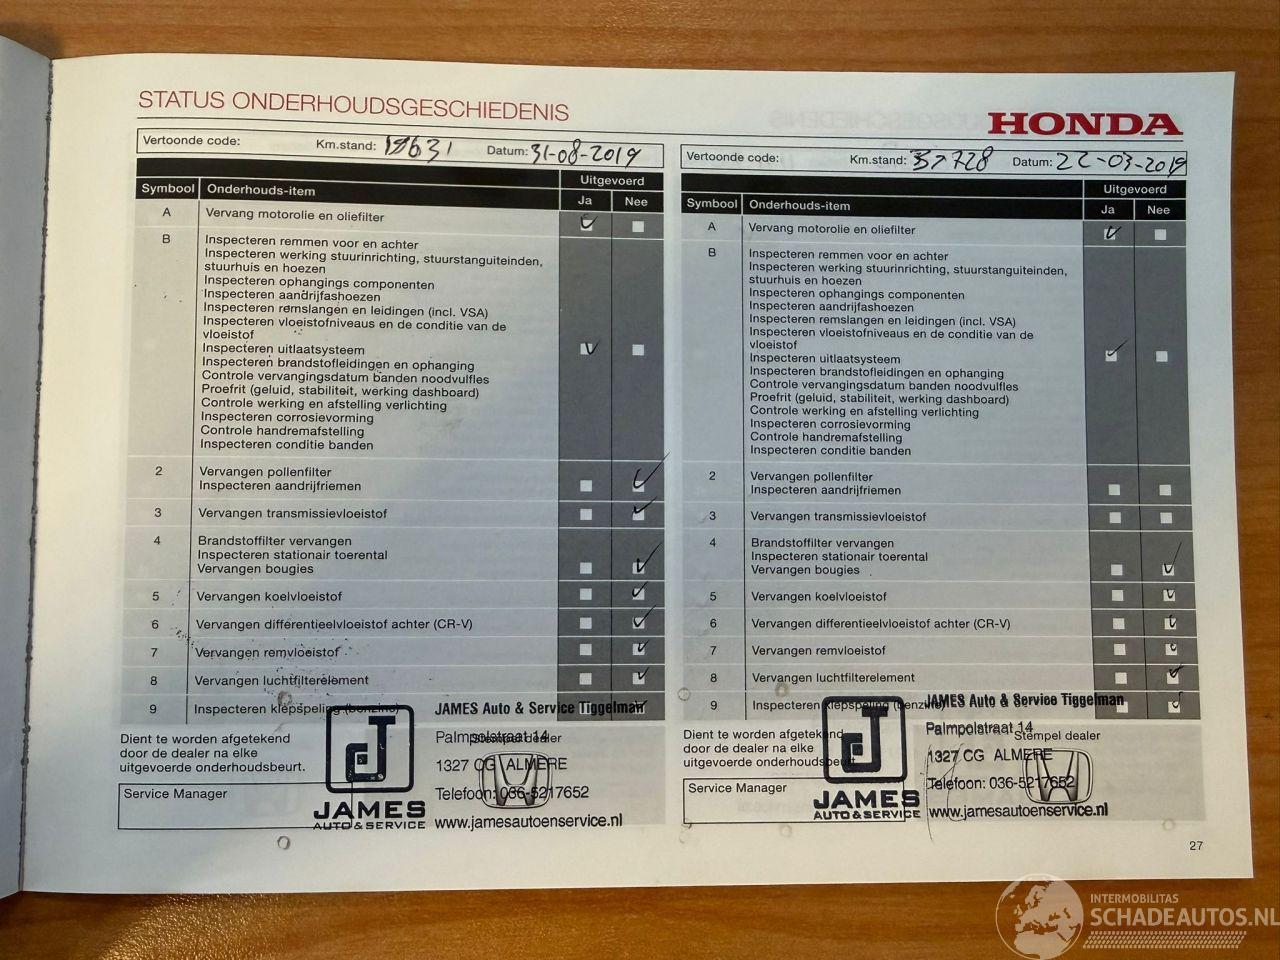 STATUS ONDERHOUDSGESCHIEDENIS
HONDA
Vertoonde code: Km.stand: Datum: 31-08-2019
Symbool Onderhouds-item Uitgevoerd
Ja Nee
A Vervang motorolie en oliefilter
B Inspecteren remmen voor en achter
Inspecteren werking stuurinrichting, stuurstanguiteinden,
stuurhuis en hoezen
Inspecteren ophangings componenten
Inspecteren aandrijfashoezen
Inspecteren remslangen en leidingen (incl. VSA)
Inspecteren vloeistofniveaus en de conditie van de
vloeistof
Inspecteren uitlaatsysteem
Inspecteren brandstofleidingen en ophanging
Controle vervangingsdatum banden noodvulfles
Proefrit (geluid, stabiliteit, werking dashboard)
Controle werking en afstelling verlichting
Inspecteren corrosievorming
Controle handremafstelling
Inspecteren conditie banden
2 Vervangen pollenfilter
Inspecteren aandrijfriemen
3 Vervangen transmissievloeistof
4 Brandstoffilter vervangen
Inspecteren stationair toerental
Vervangen bougies
5 Vervangen koelvloeistof
6 Vervangen differentieelvloeistof achter (CR-V)
7 Vervangen remvloeistof
8 Vervangen luchtfilterelement
9 Inspecteren klepspeling (benzine)
Dient te worden afgetekend
door de dealer na elke
uitgevoerde onderhoudsbeurt.
Service Manager
Stempel dealer
J
JAMES
AUTO & SERVICE
JAMES Auto & Service Tiggelman
Palmpolstraat 14
1327 CG ALMERE
Telefoon: 036-5217652
www.jamesautoenservice.nl
Vertoonde code: Km.stand: 37728 Datum: 22-03-2019
Symbool Onderhouds-item Uitgevoerd
Ja Nee
A Vervang motorolie en oliefilter
B Inspecteren remmen voor en achter
Inspecteren werking stuurinrichting, stuurstanguiteinden,
stuurhuis en hoezen
Inspecteren ophangings componenten
Inspecteren aandrijfashoezen
Inspecteren remslangen en leidingen (incl. VSA)
Inspecteren vloeistofniveaus en de conditie van de
vloeistof
Inspecteren uitlaatsysteem
Inspecteren brandstofleidingen en ophanging
Controle vervangingsdatum banden noodvulfles
Proefrit (geluid, stabiliteit, werking dashboard)
Controle werking en afstelling verlichting
Inspecteren corrosievorming
Controle handremafstelling
Inspecteren conditie banden
2 Vervangen pollenfilter
Inspecteren aandrijfriemen
3 Vervangen transmissievloeistof
4 Brandstoffilter vervangen
Inspecteren stationair toerental
Vervangen bougies
5 Vervangen koelvloeistof
6 Vervangen differentieelvloeistof achter (CR-V)
7 Vervangen remvloeistof
8 Vervangen luchtfilterelement
9 Inspecteren klepspeling (benzine)
Dient te worden afgetekend
door de dealer na elke
uitgevoerde onderhoudsbeurt.
Service Manager
Stempel dealer
J
JAMES
AUTO & SERVICE
JAMES Auto & Service Tiggelman
Palmpolstraat 14
1327 CG ALMERE
Telefoon: 036-5217652
www.jamesautoenservice.nl
27
INTERMOBILITAS
SCHADEAUTOS.NL